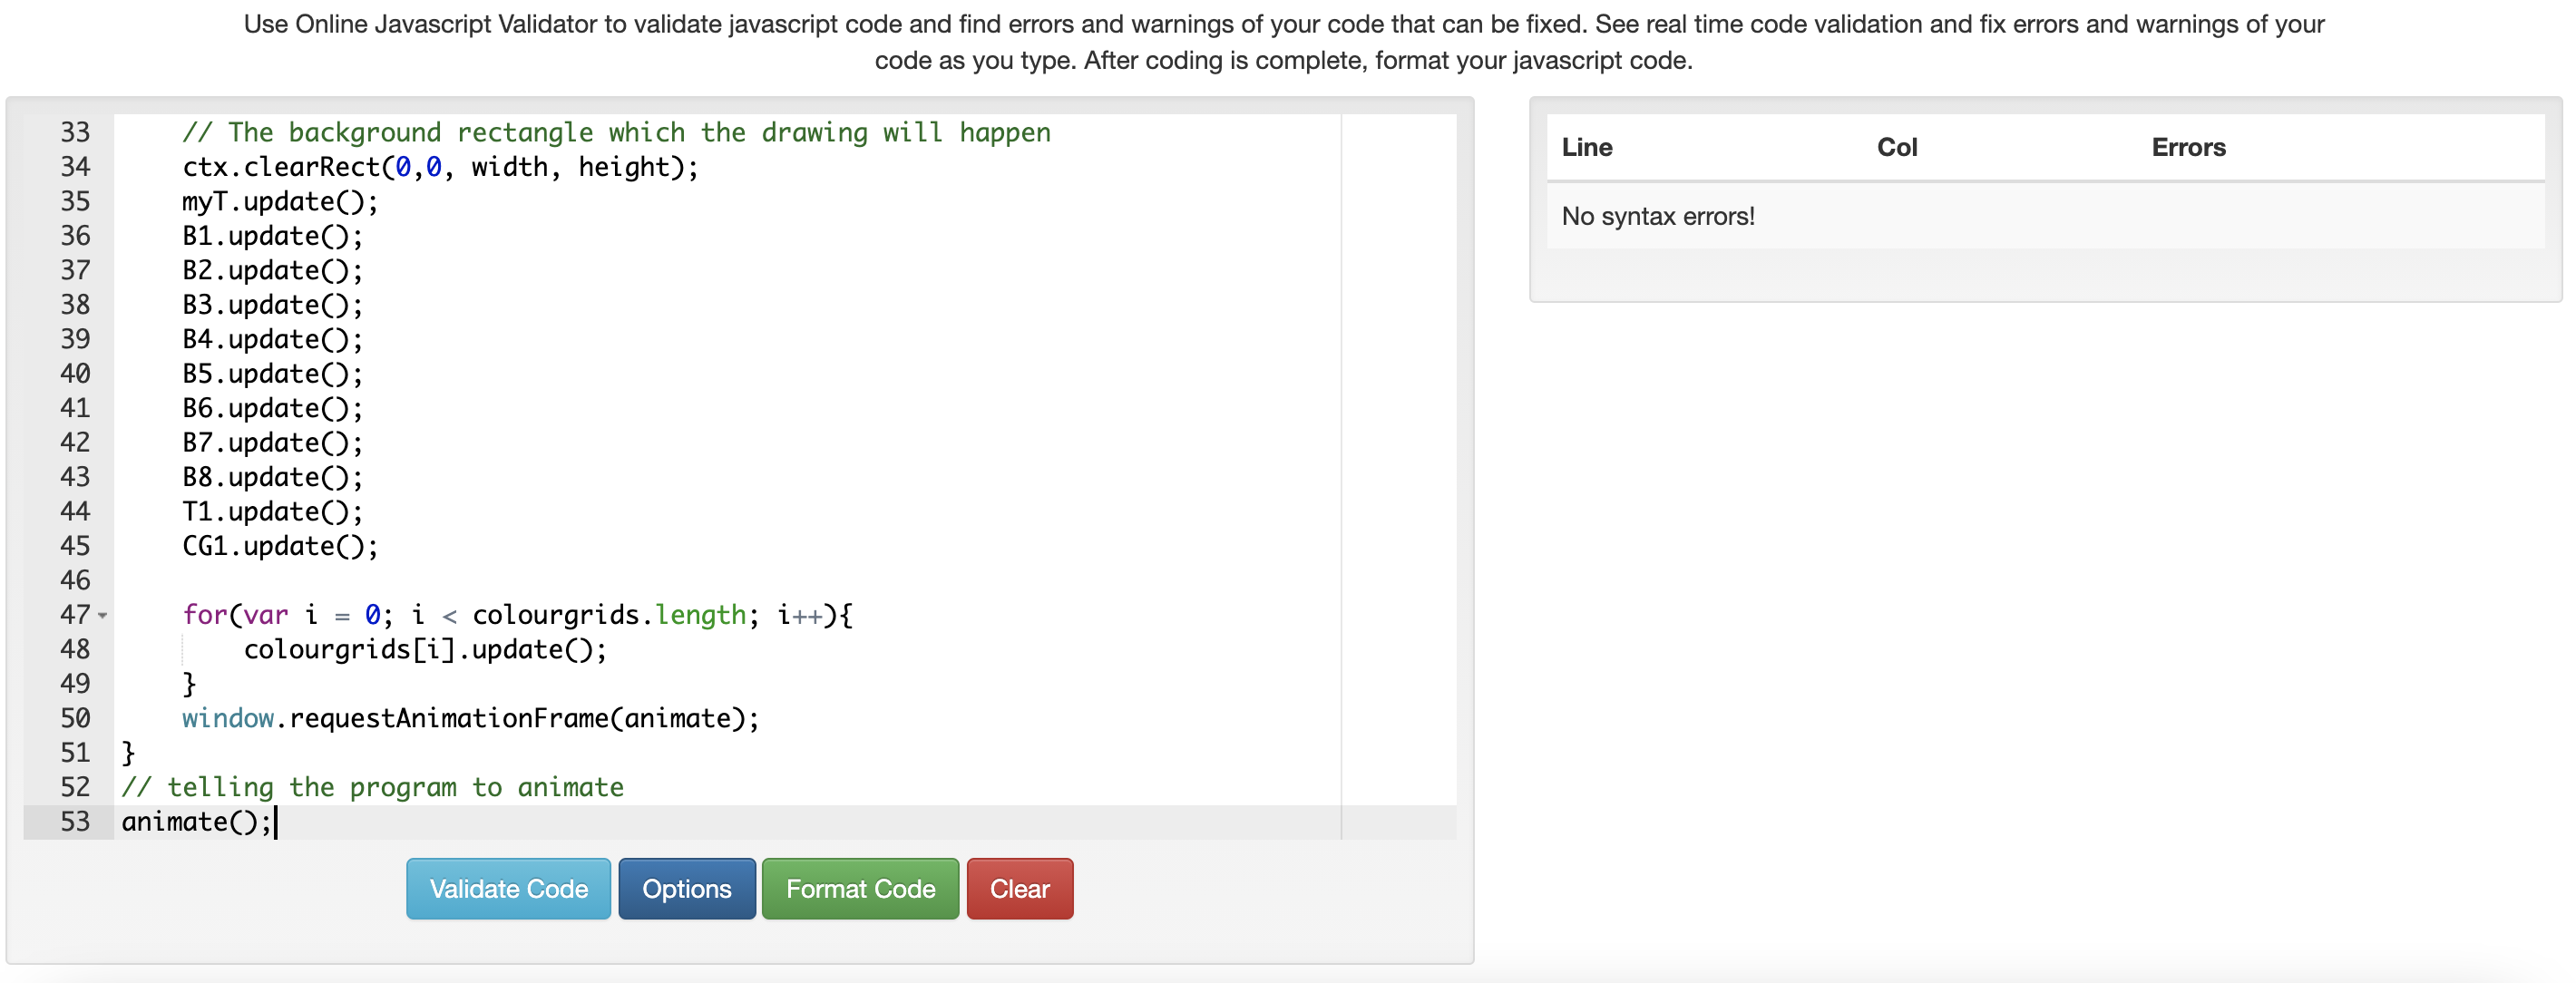 Use Online Javascript Validator to validate javascript code and find errors and warnings of your code that can be fixed. See real time code validation and fix errors and warnings of your
code as you type. After coding is complete, format your javascript code.
33 // The background rectangle which the drawing will happen
34 ctx.clearRect(0,0, width, height);
35 myT.update();
36 B1.update();
37 B2.update();
38 B3.update();
39 B4.update();
40 B5.update();
41 B6.update();
42 B7.update();
43 B8.update();
44 T1.update();
45 CG1.update();
46
47 for(var i = 0; i < colourgrids.length; i++){
48 colourgrids[i].update();
49 }
50 window.requestAnimationFrame(animate);
51 }
52 // telling the program to animate
53 animate();
Validate Code Options Format Code Clear
Line Col Errors
No syntax errors!